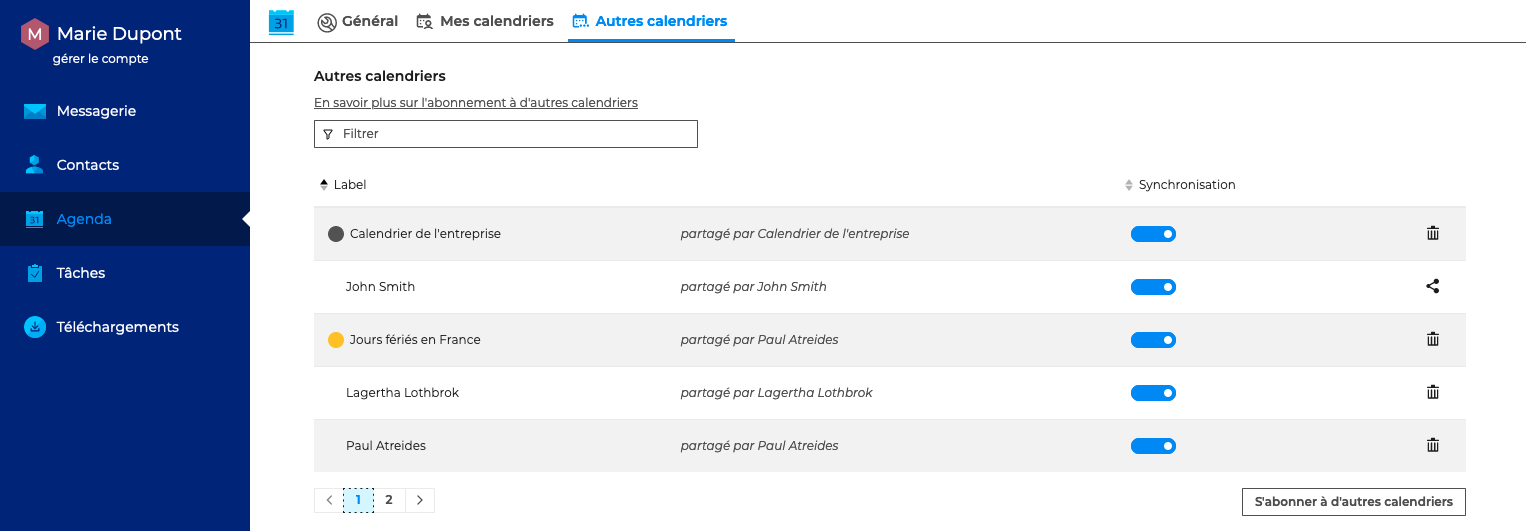 M Marie Dupont
gérer le compte
Messagerie
Contacts
31 Agenda
Tâches
Téléchargements
31 Général Mes calendriers Autres calendriers
Autres calendriers
En savoir plus sur l'abonnement à d'autres calendriers
Filtrer
Label Synchronisation
Calendrier de l'entreprise partagé par Calendrier de l'entreprise
John Smith partagé par John Smith
Jours fériés en France partagé par Paul Atreides
Lagertha Lothbrok partagé par Lagertha Lothbrok
Paul Atreides partagé par Paul Atreides
1 2
S'abonner à d'autres calendriers